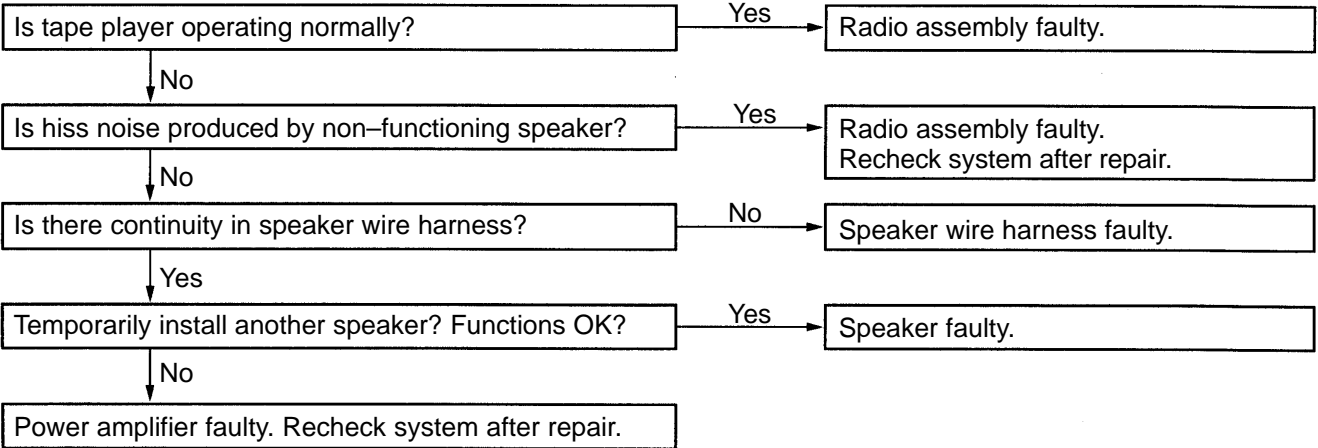 Is tape player operating normally?
Yes
Radio assembly faulty.
No
Is hiss noise produced by non–functioning speaker?
Yes
Radio assembly faulty.
Recheck system after repair.
No
Is there continuity in speaker wire harness?
No
Speaker wire harness faulty.
Yes
Temporarily install another speaker? Functions OK?
Yes
Speaker faulty.
No
Power amplifier faulty. Recheck system after repair.